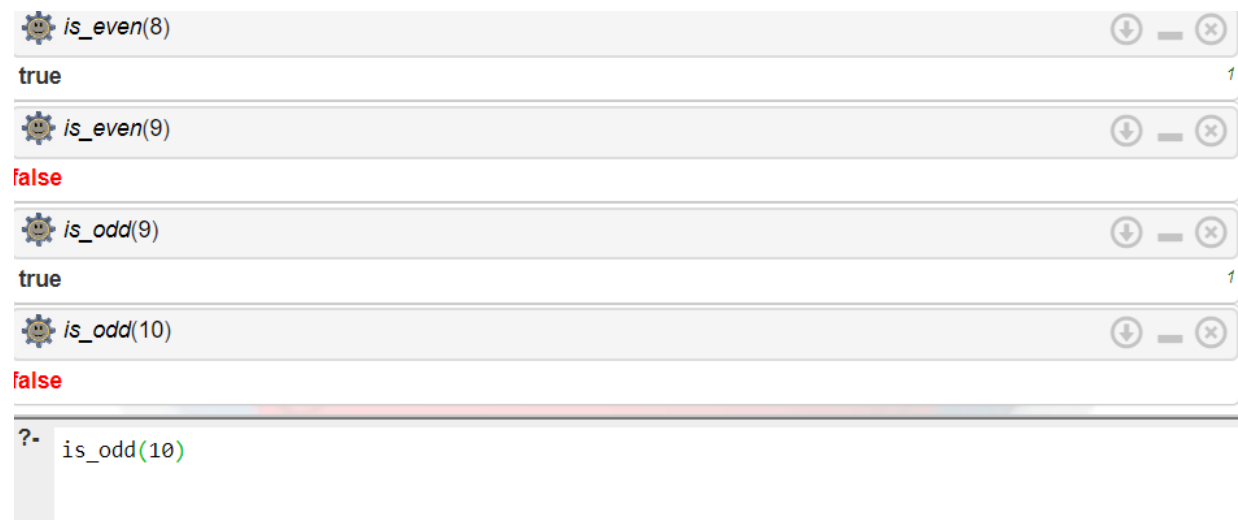 is_even(8)
true 1
is_even(9)
false
is_odd(9)
true 1
is_odd(10)
false
?- is_odd(10)